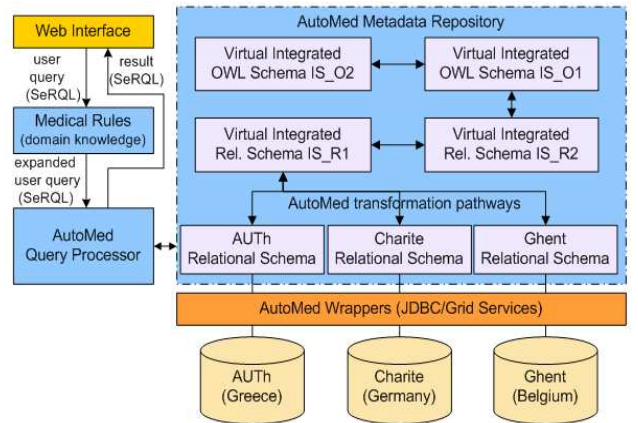 Web Interface
user
query
(SeRQL)
result
(SeRQL)
Medical Rules
(domain knowledge)
expanded
user query
(SeRQL)
AutoMed
Query Processor
AutoMed Metadata Repository
Virtual Integrated
OWL Schema IS_O2
Virtual Integrated
OWL Schema IS_O1
Virtual Integrated
Rel. Schema IS_R1
Virtual Integrated
Rel. Schema IS_R2
AutoMed transformation pathways
AUTh
Relational Schema
Charite
Relational Schema
Ghent
Relational Schema
AutoMed Wrappers (JDBC/Grid Services)
AUTh
(Greece)
Charite
(Germany)
Ghent
(Belgium)